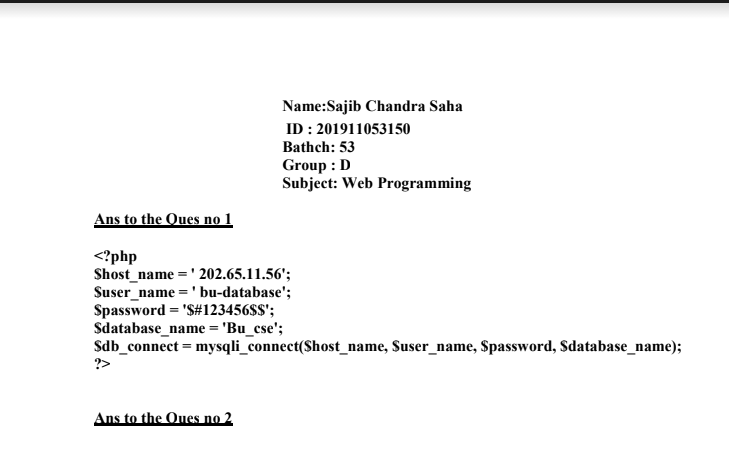 Name:Sajib Chandra Saha
ID : 201911053150
Bathch: 53
Group : D
Subject: Web Programming
Ans to the Ques no 1
<?php
$host_name = ' 202.65.11.56';
$user_name = ' bu-database';
$password = '$#123456$$';
$database_name = 'Bu_cse';
$db_connect = mysqli_connect($host_name, $user_name, $password, $database_name);
?>
Ans to the Ques no 2